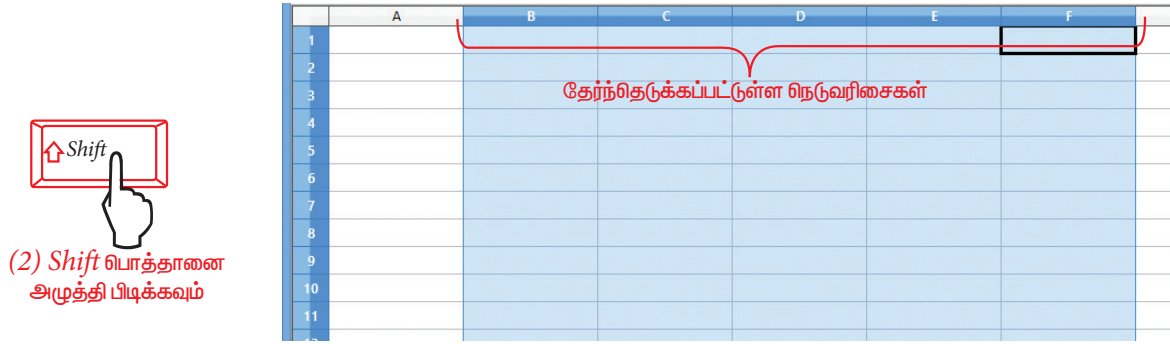 A B C D E F
1
2
3
தேர்ந்தெடுக்கப்பட்டுள்ள நெடுவரிசைகள்
4
5
6
7
8
9
10
11
12
Shift
(2) Shift பொத்தானை
அழுத்தி பிடிக்கவும்